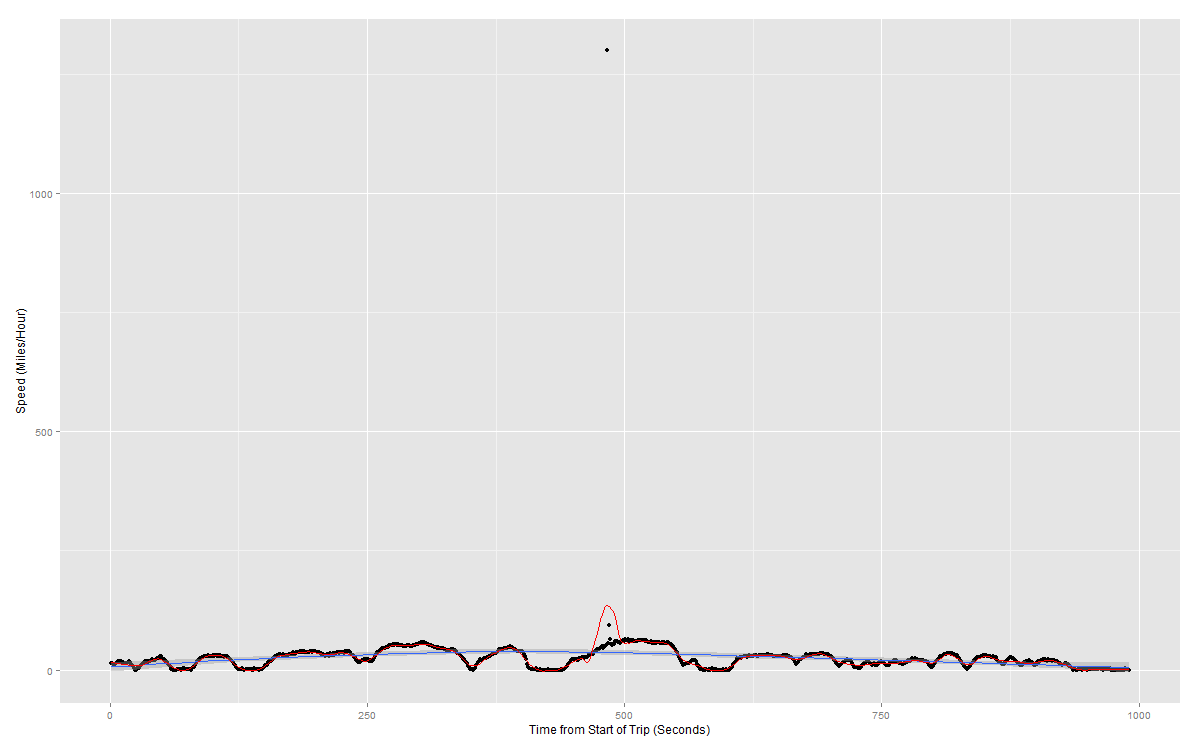 1000
500
0
Speed (Miles/Hour)
0 250 500 750 1000
Time from Start of Trip (Seconds)